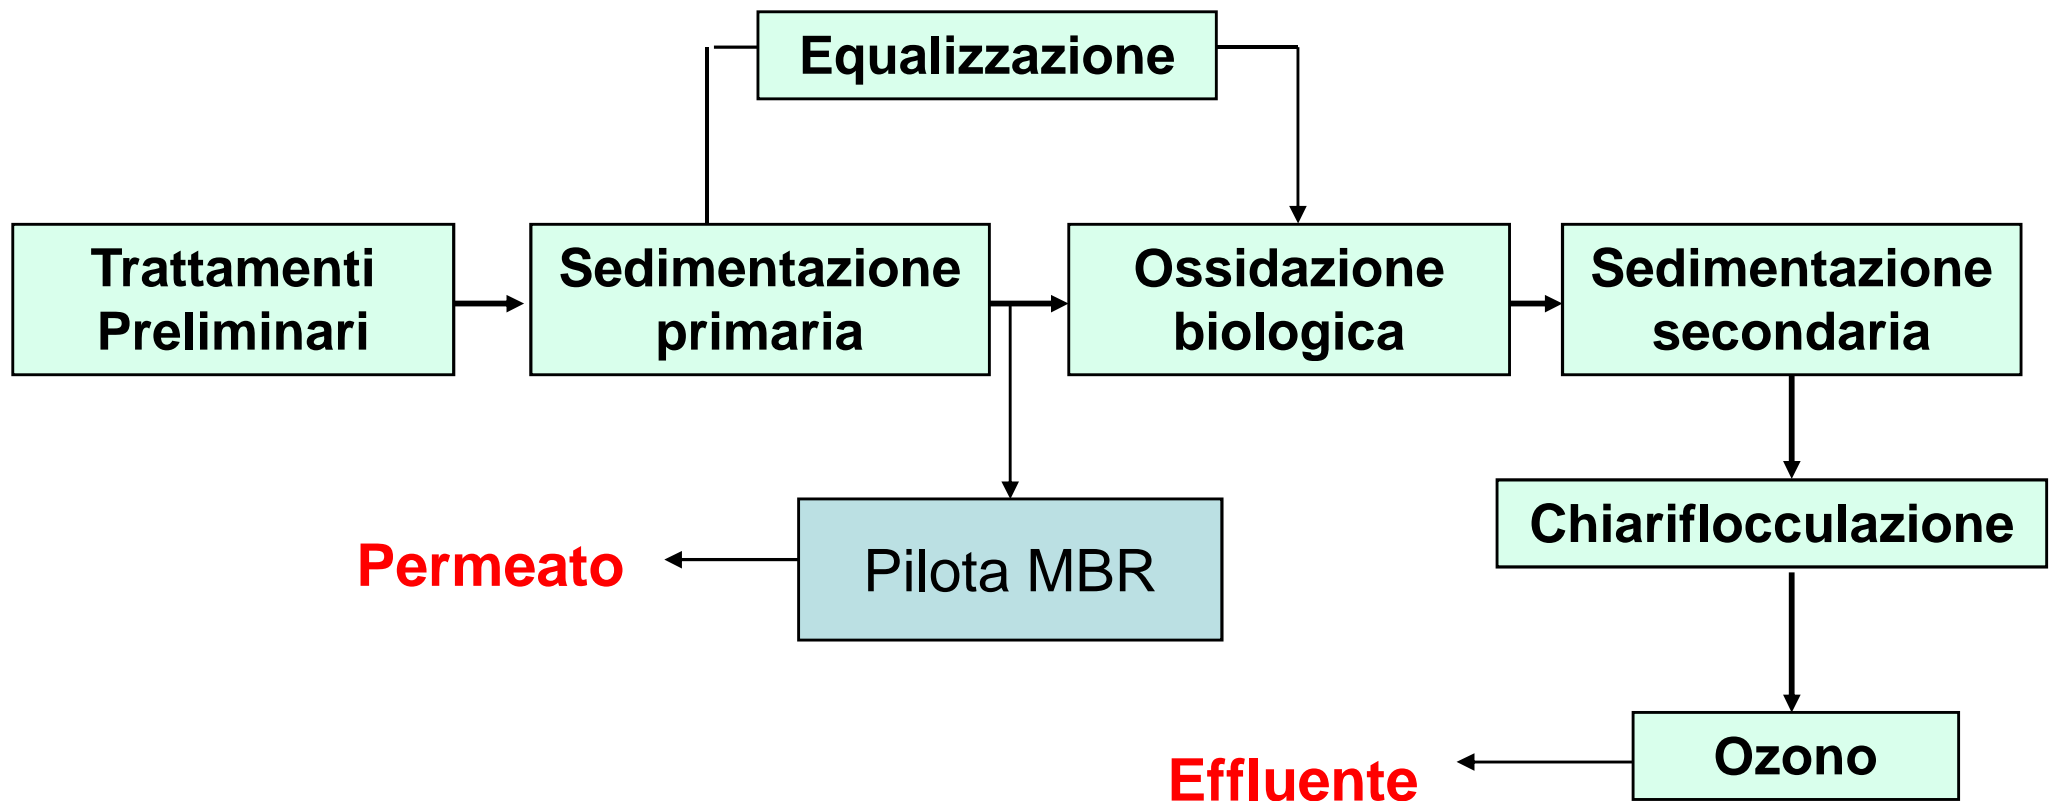 Equalizzazione
Trattamenti
Preliminari
Sedimentazione
primaria
Ossidazione
biologica
Sedimentazione
secondaria
Chiariflocculazione
Permeato
Pilota MBR
Ozono
Effluente